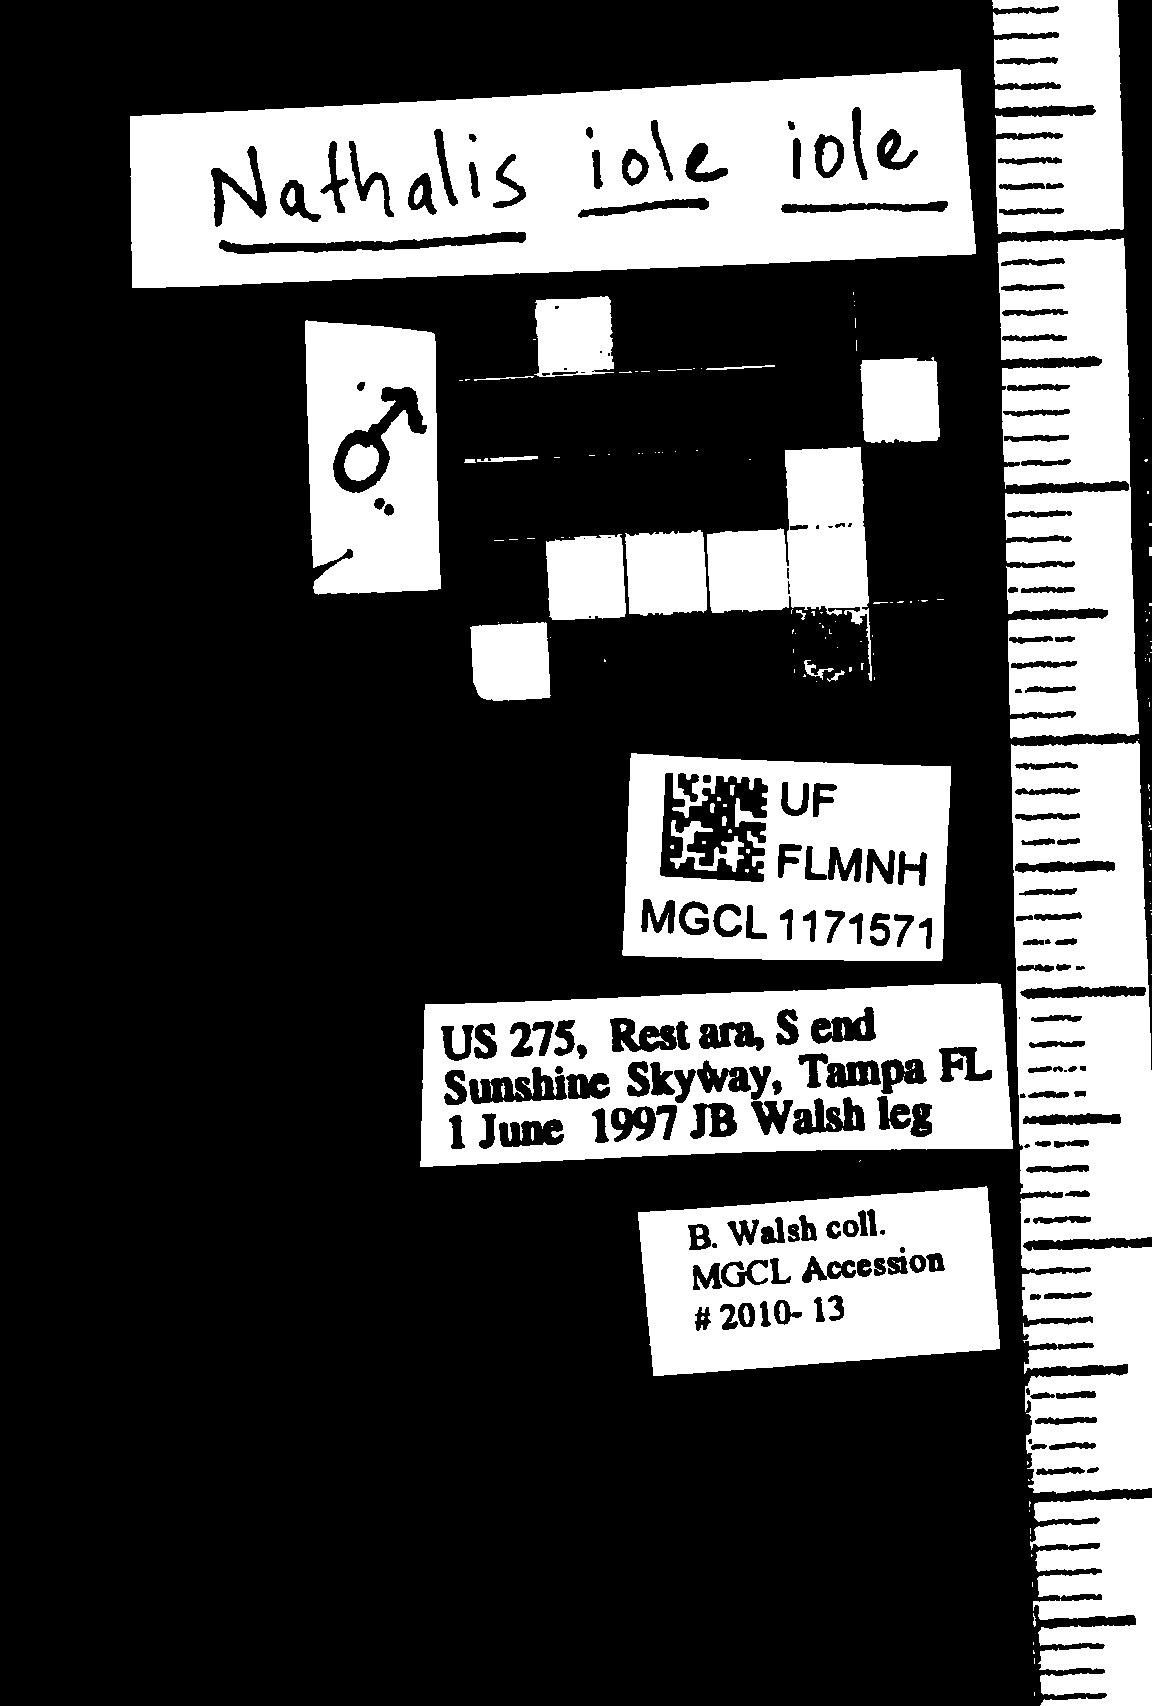 Nathalis iole iole
♂
UF
FLMNH
MGCL 1171571
US 275, Rest ara, S end
Sunshine Skyway, Tampa FL
1 June 1997 JB Walsh leg
B. Walsh coll.
MGCL Accession
# 2010-13